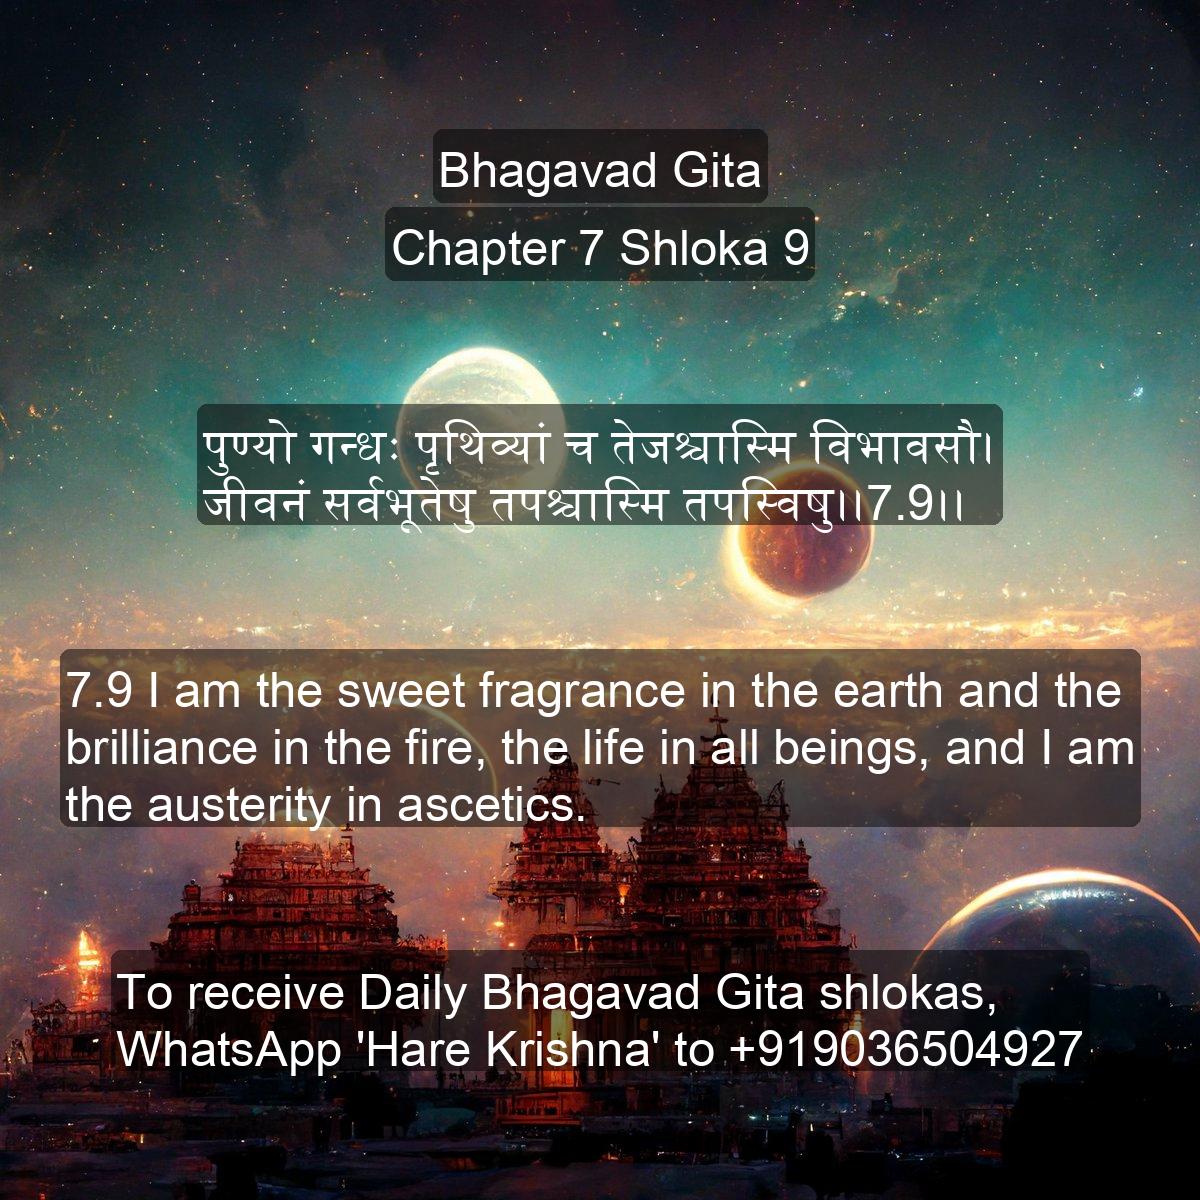 Bhagavad Gita
Chapter 7 Shloka 9
पुण्यो गन्धः पृथिव्यां च तेजश्चास्मि विभावसौ।
जीवनं सर्वभूतेषु तपश्चास्मि तपस्विषु।।7.9।।
7.9 I am the sweet fragrance in the earth and the
brilliance in the fire, the life in all beings, and I am
the austerity in ascetics.
To receive Daily Bhagavad Gita shlokas,
WhatsApp 'Hare Krishna' to +919036504927